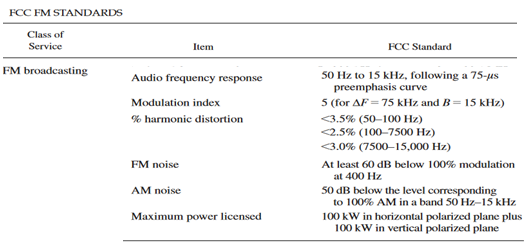 FCC FM STANDARDS
Class of
Service Item FCC Standard
FM broadcasting Audio frequency response 50 Hz to 15 kHz, following a 75-μs
preemphasis curve
Modulation index 5 (for ΔF = 75 kHz and B = 15 kHz)
% harmonic distortion <3.5% (50–100 Hz)
<2.5% (100–7500 Hz)
<3.0% (7500–15,000 Hz)
FM noise At least 60 dB below 100% modulation
at 400 Hz
AM noise 50 dB below the level corresponding
to 100% AM in a band 50 Hz–15 kHz
Maximum power licensed 100 kW in horizontal polarized plane plus
100 kW in vertical polarized plane